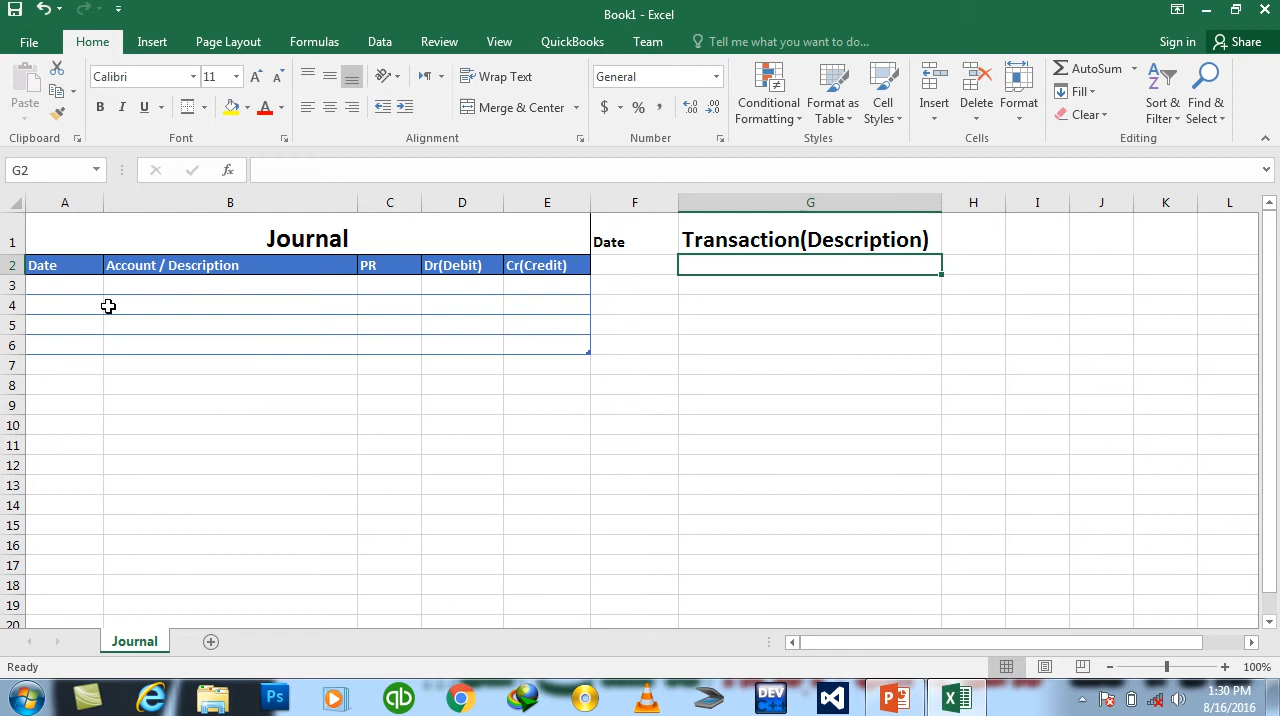 Book1 - Excel
File Home Insert Page Layout Formulas Data Review View QuickBooks Team Tell me what you want to do... Sign in Share
Paste Calibri 11 Wrap Text General AutoSum
B I U Merge & Center $ % , Conditional Formatting Format as Table Cell Styles Insert Delete Format Fill Clear Sort & Filter Find & Select
Clipboard Font Alignment Number Styles Cells Editing
G2 fx
A B C D E F G H I J K L
1 Journal Date Transaction(Description)
2 Date Account / Description PR Dr(Debit) Cr(Credit)
3
4
5
6
7
8
9
10
11
12
13
14
15
16
17
18
19
20
Journal
Ready 100%
1:30 PM
8/16/2016